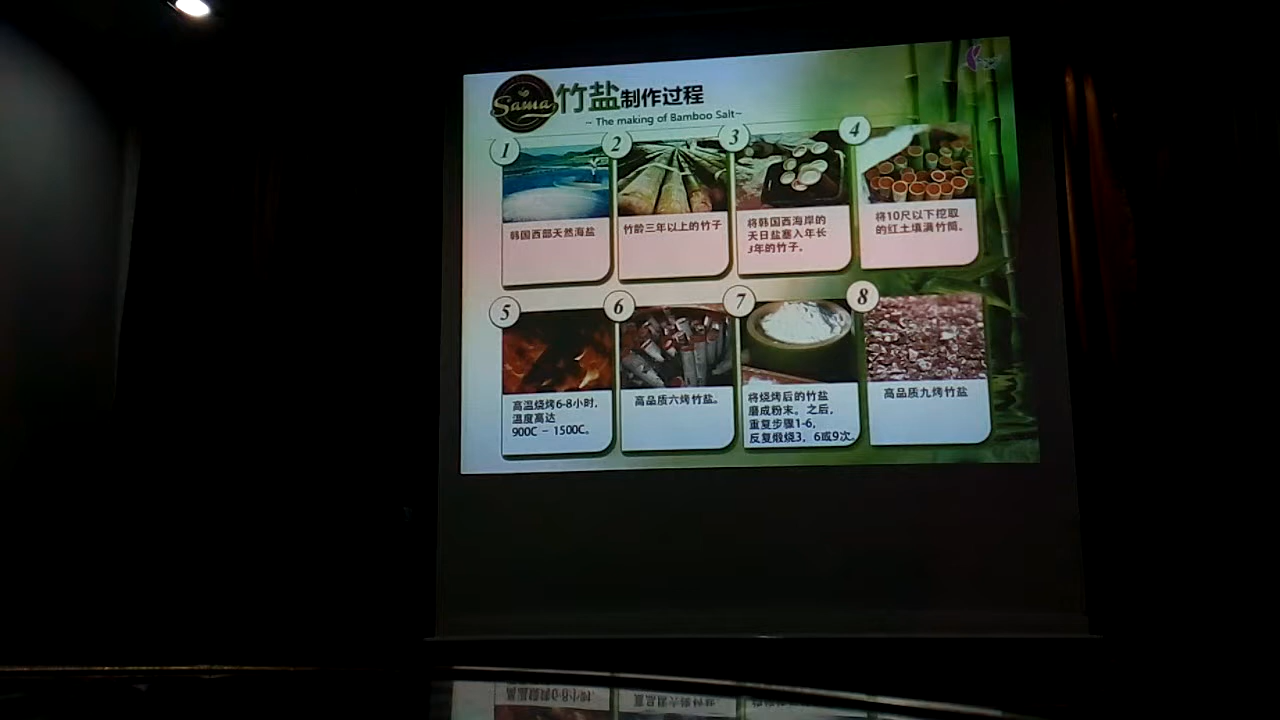 Sama
竹盐制作过程
~ The making of Bamboo Salt~
1
韩国西部天然海盐
2
竹龄三年以上的竹子
3
将韩国西海岸的
天日盐塞入年长
3年的竹子。
4
将10尺以下挖取
的红土填满竹筒。
5
高温烧烤6-8小时,
温度高达
900C - 1500C。
6
高品质六烤竹盐。
7
将烧烤后的竹盐
磨成粉末。之后,
重复步骤1-6,
反复煅烧3, 6或9次.
8
高品质九烤竹盐